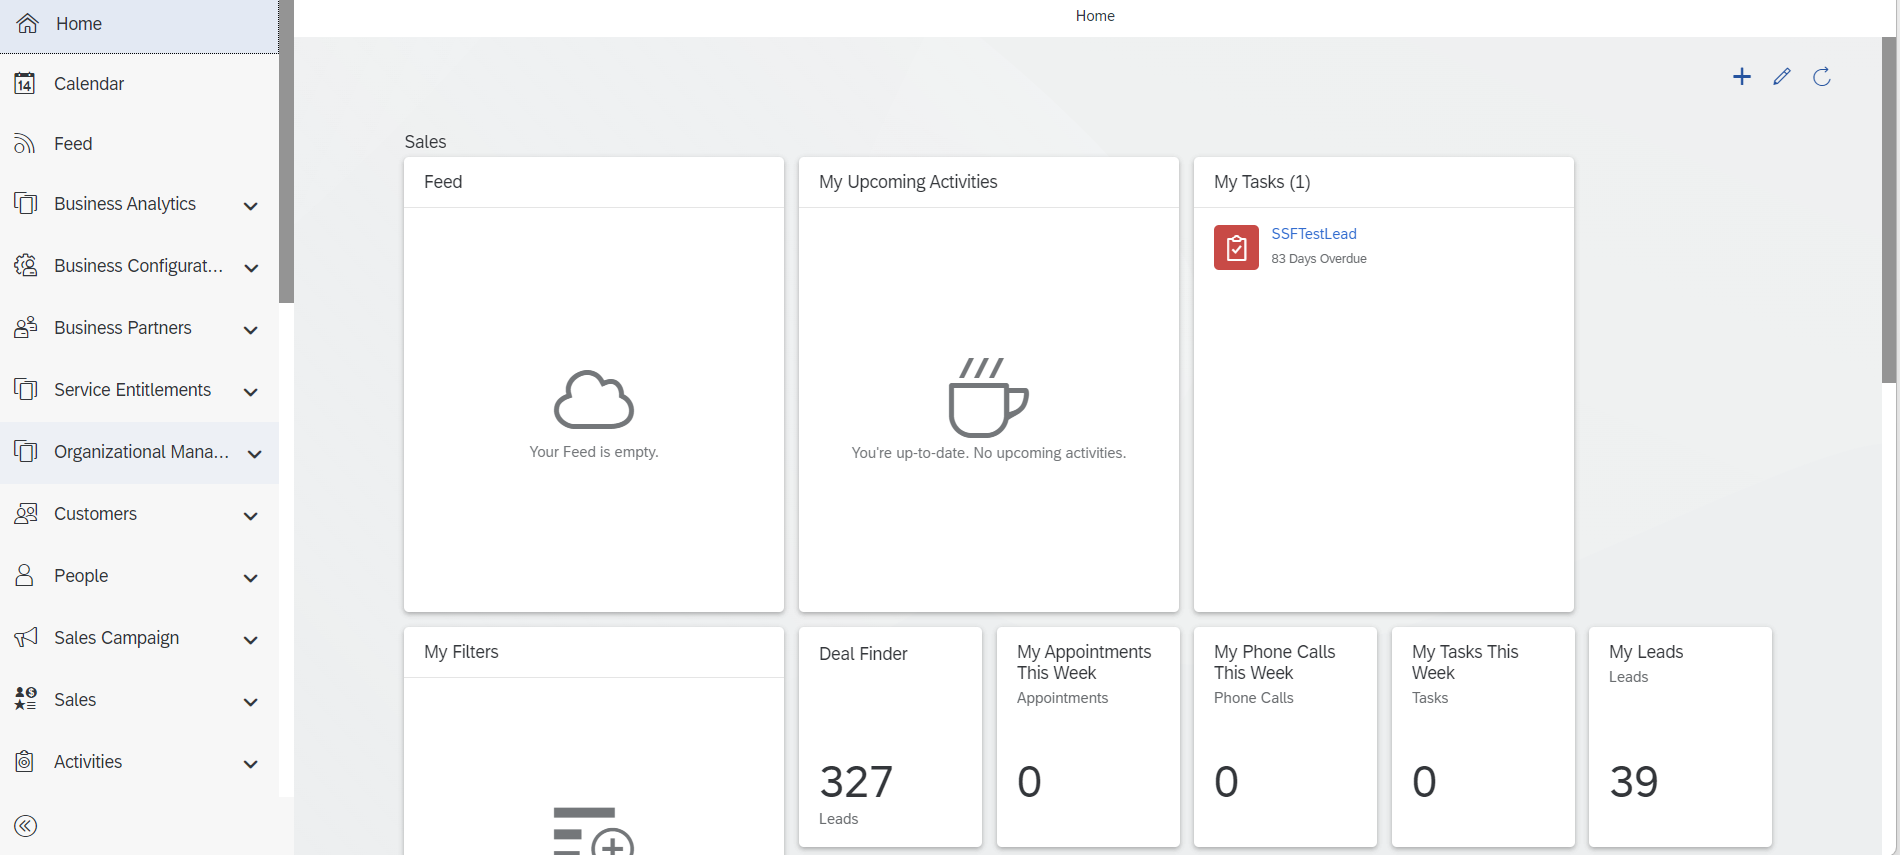 Home
Home
14
Calendar
Feed
Business Analytics
Business Configurat...
Business Partners
Service Entitlements
Organizational Mana...
Customers
People
Sales Campaign
Sales
Activities
Sales
Feed
Your Feed is empty.
My Upcoming Activities
You're up-to-date. No upcoming activities.
My Tasks (1)
SSFTestLead
83 Days Overdue
My Filters
Deal Finder
327
Leads
My Appointments
This Week
Appointments
0
My Phone Calls
This Week
Phone Calls
0
My Tasks This
Week
Tasks
0
My Leads
Leads
39